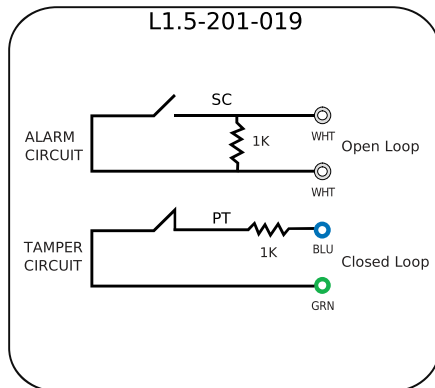 L1.5-201-019
SC
ALARM
CIRCUIT
1K
WHT
Open Loop
WHT
TAMPER
CIRCUIT
PT
1K
BLU
Closed Loop
GRN